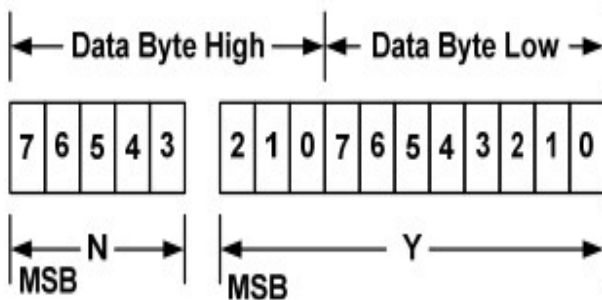 Data Byte High Data Byte Low
7 6 5 4 3 2 1 0 7 6 5 4 3 2 1 0
N Y
MSB MSB